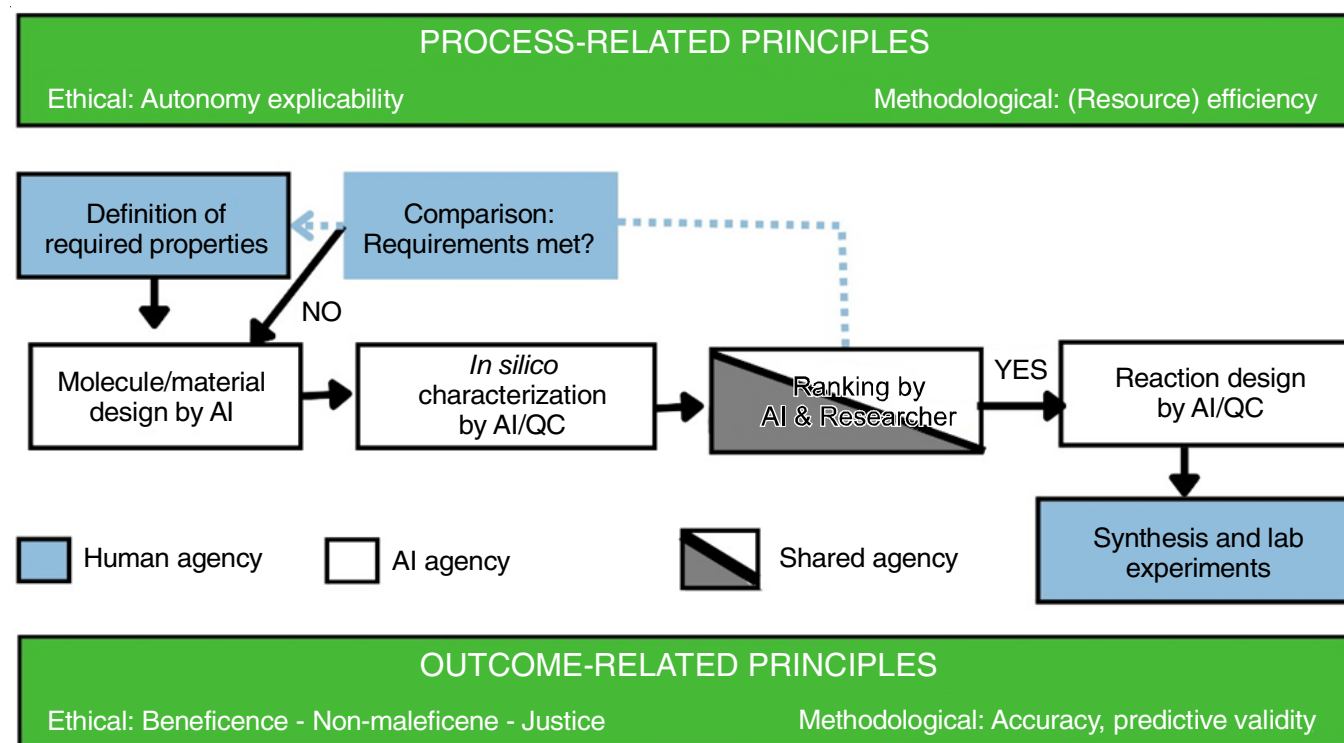 PROCESS-RELATED PRINCIPLES
Ethical: Autonomy explicability
Methodological: (Resource) efficiency
Definition of
required properties
Comparison:
Requirements met?
NO
Molecule/material
design by AI
In silico
characterization
by AI/QC
Ranking by
AI & Researcher
YES
Reaction design
by AI/QC
Synthesis and lab
experiments
Human agency
AI agency
Shared agency
OUTCOME-RELATED PRINCIPLES
Ethical: Beneficence - Non-maleficene - Justice
Methodological: Accuracy, predictive validity